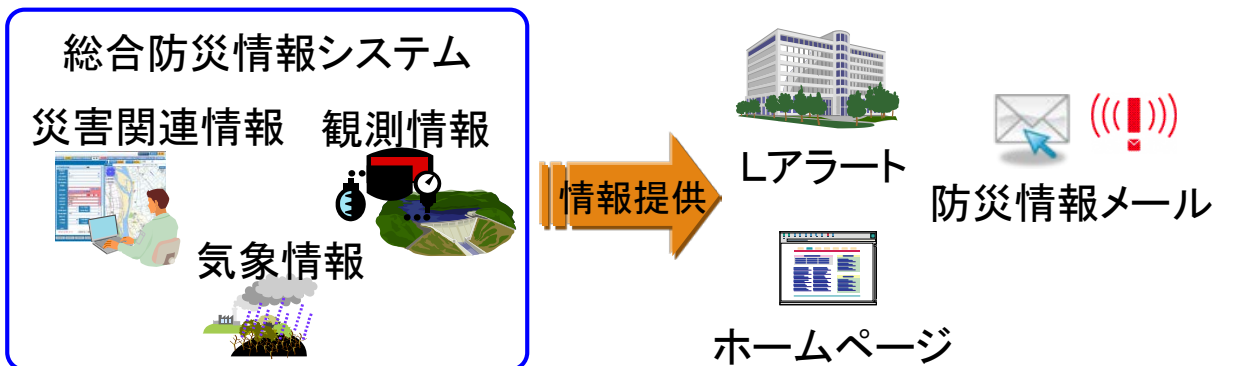 総合防災情報システム
災害関連情報
観測情報
気象情報
情報提供
Lアラート
防災情報メール
ホームページ